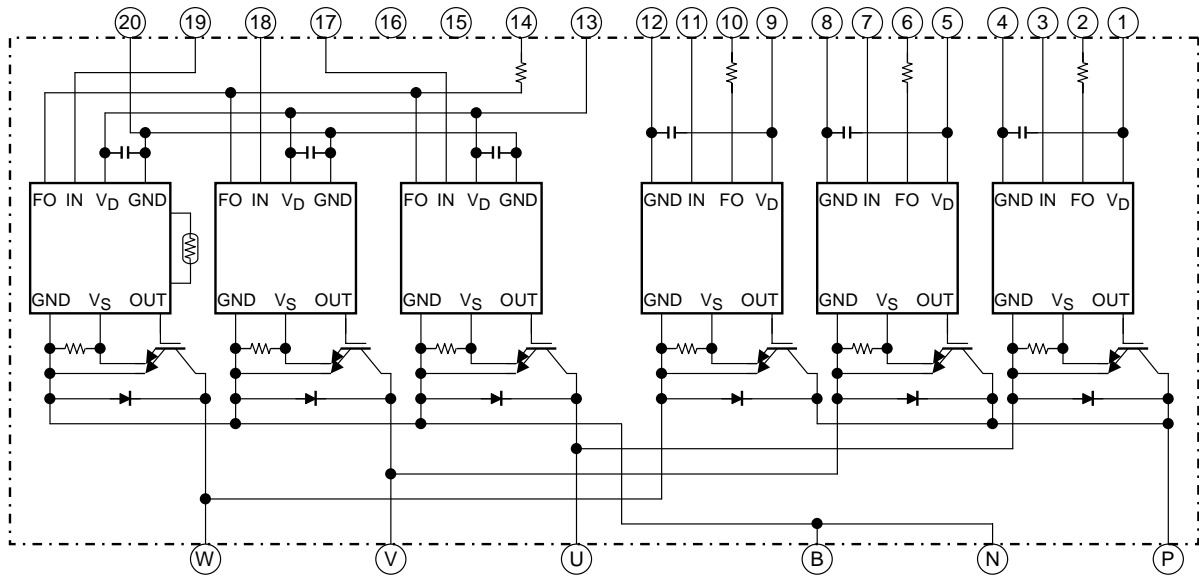 20 19 18 17 16 15 14 13 12 11 10 9 8 7 6 5 4 3 2 1
FO IN VD GND FO IN VD GND FO IN VD GND GND IN FO VD GND IN FO VD GND IN FO VD
GND VS OUT GND VS OUT GND VS OUT GND VS OUT GND VS OUT GND VS OUT
W V U B N P